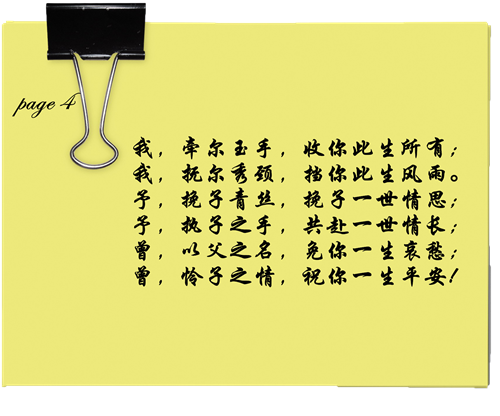 page 4
我，牵尔玉手，收你此生所有；
我，抚尔秀颈，挡你此生风雨。
予，挽子青丝，挽子一世情思；
予，执子之手，共赴一世情长；
曾，以父之名，免你一生哀愁；
曾，怜子之情，祝你一生平安！